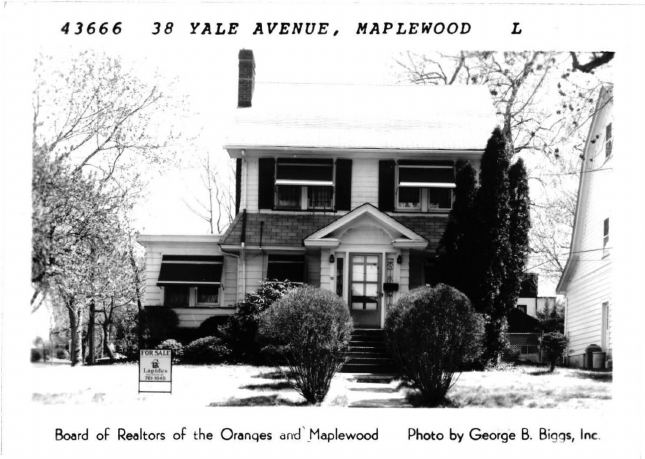 43666 38 YALE AVENUE, MAPLEWOOD L
FOR SALE
Board of Realtors of the Oranges and Maplewood Photo by George B. Biggs, Inc.